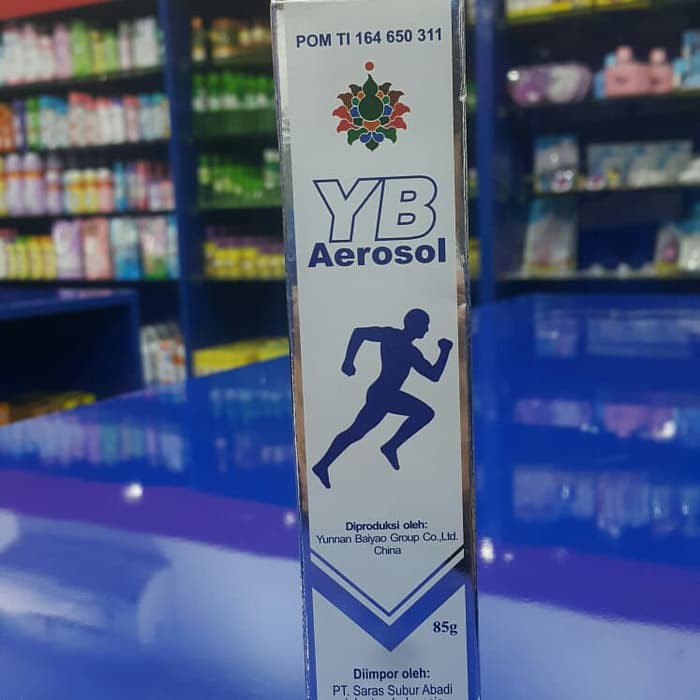 POM TI 164 650 311
YB
Aerosol
Diproduksi oleh:
Yunnan Baiyao Group Co.,Ltd.
China
85g
Diimpor oleh:
PT. Saras Subur Abadi